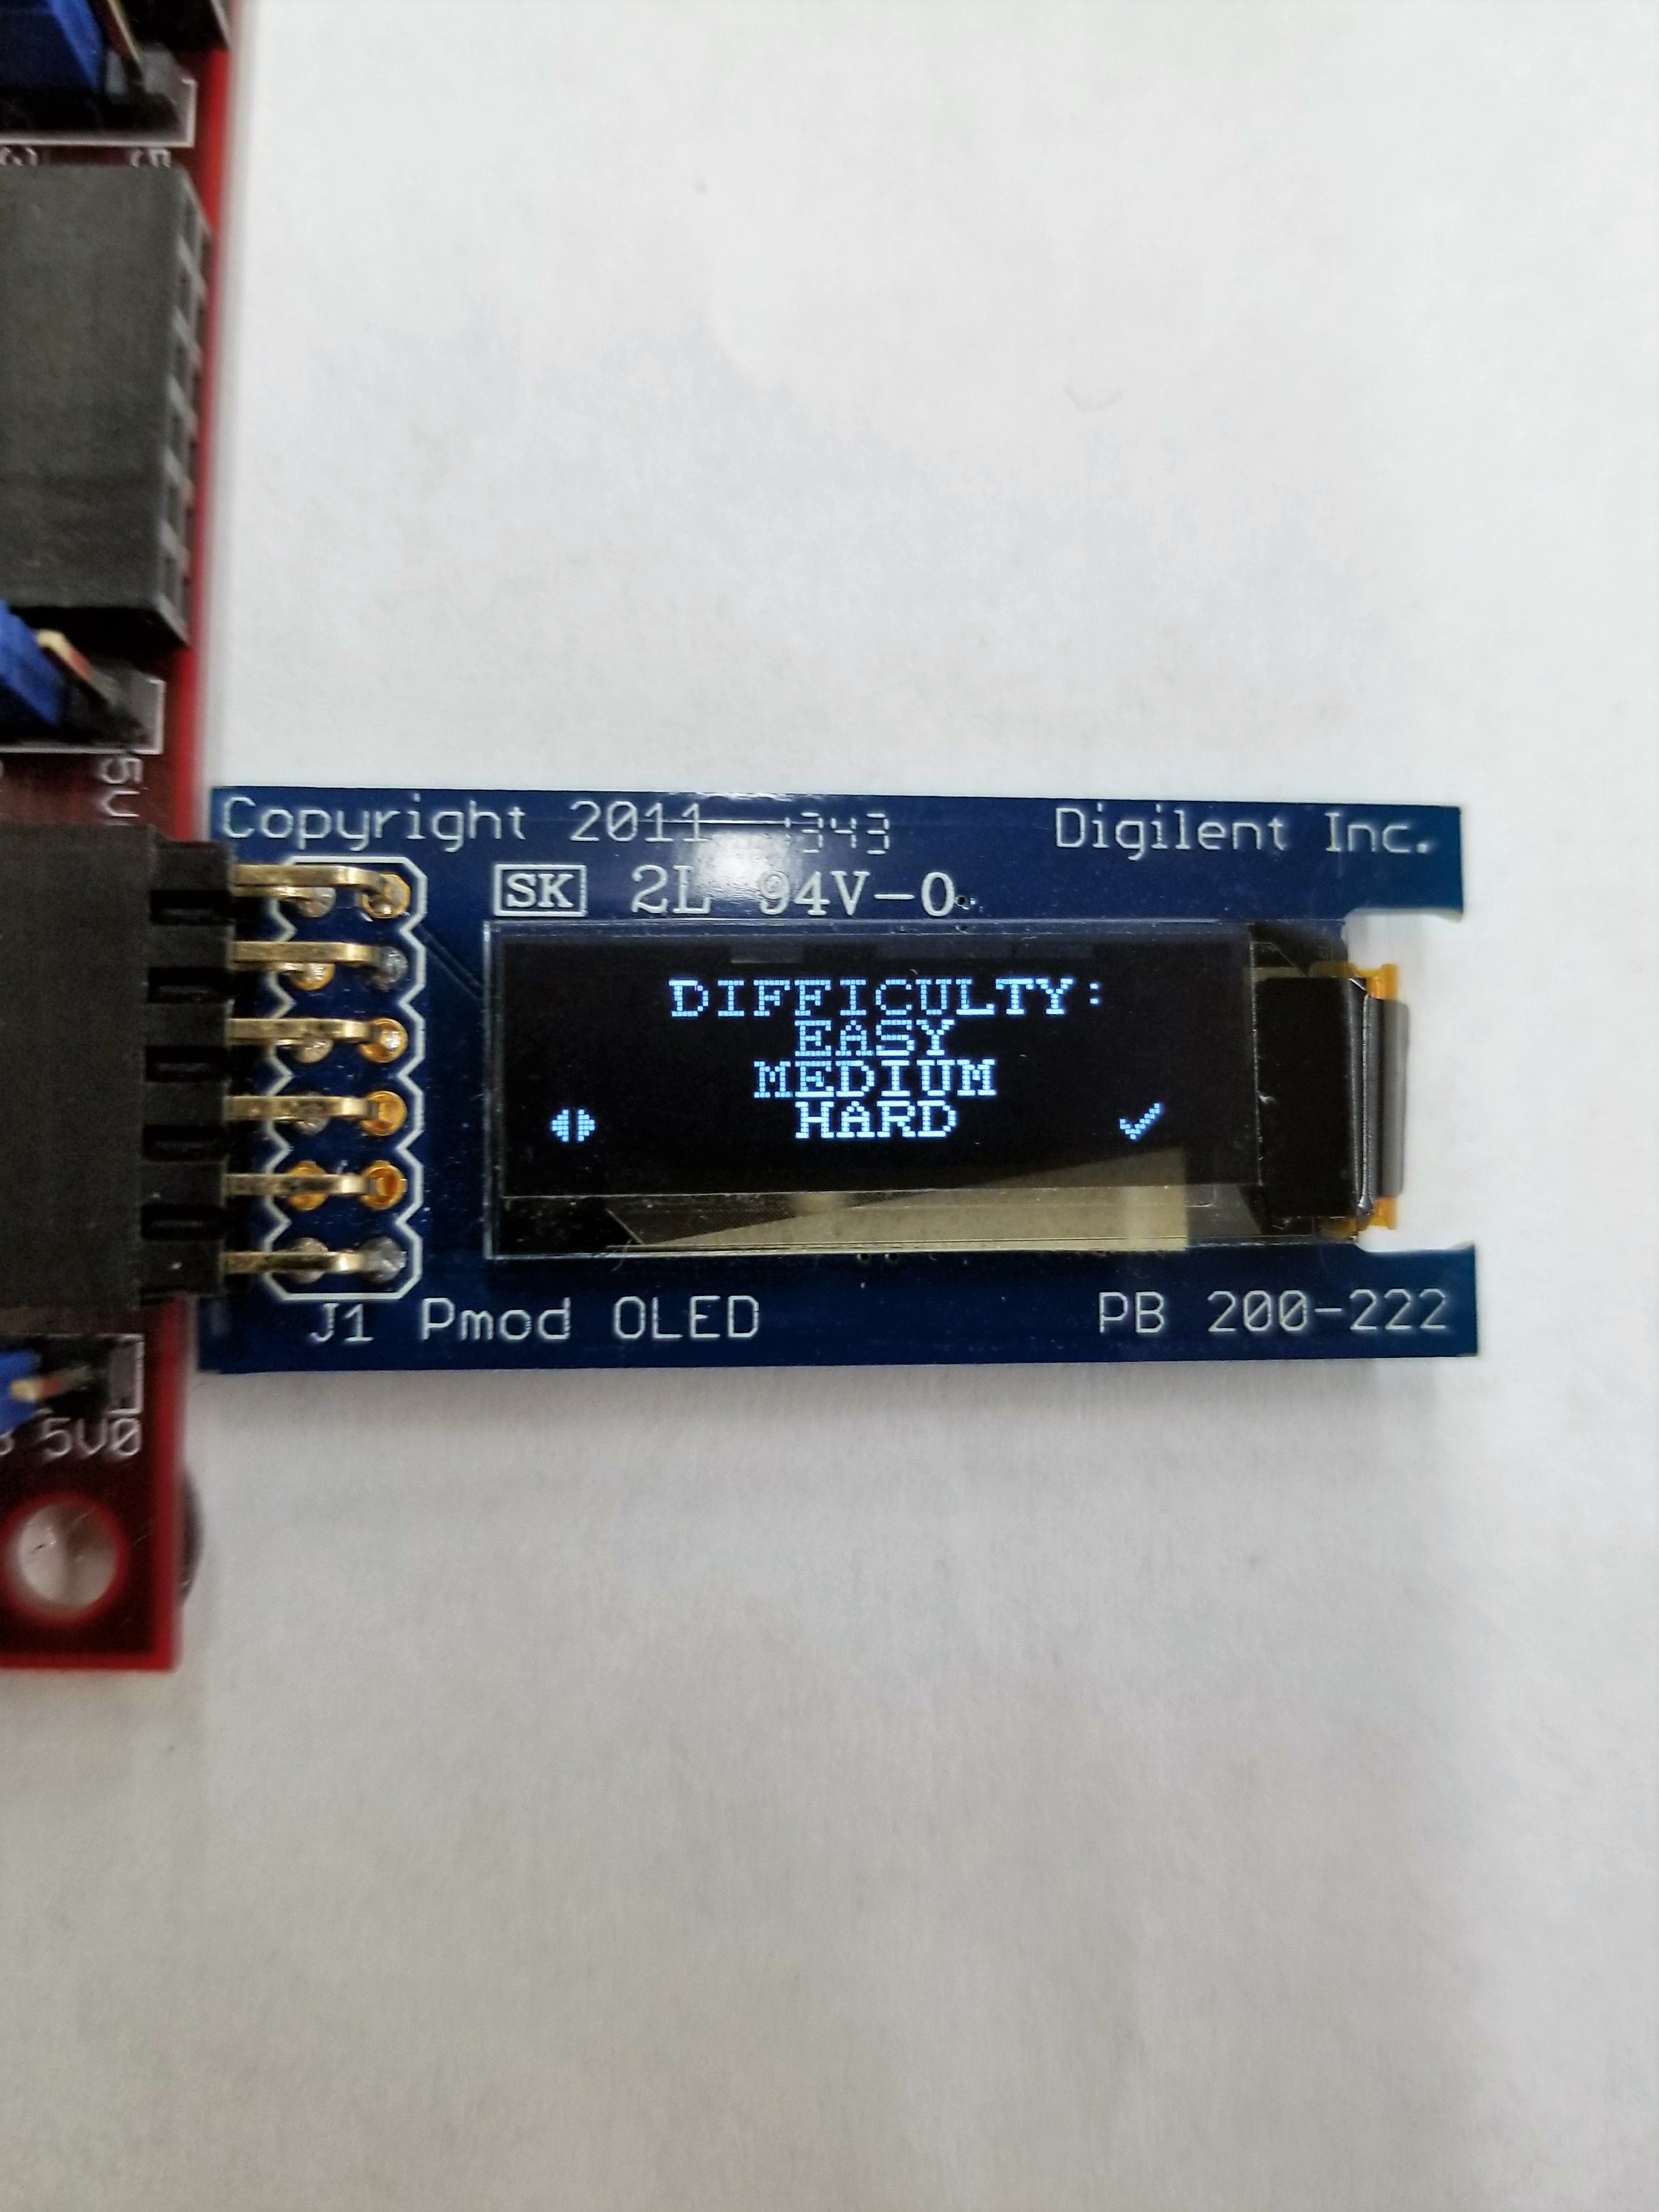 Copyright 2011 1343 Digilent Inc.
SK 2L 94V-0
DIFFICULTY:
EASY
MEDIUM
HARD
J1 Pmod OLED PB 200-222
5V0